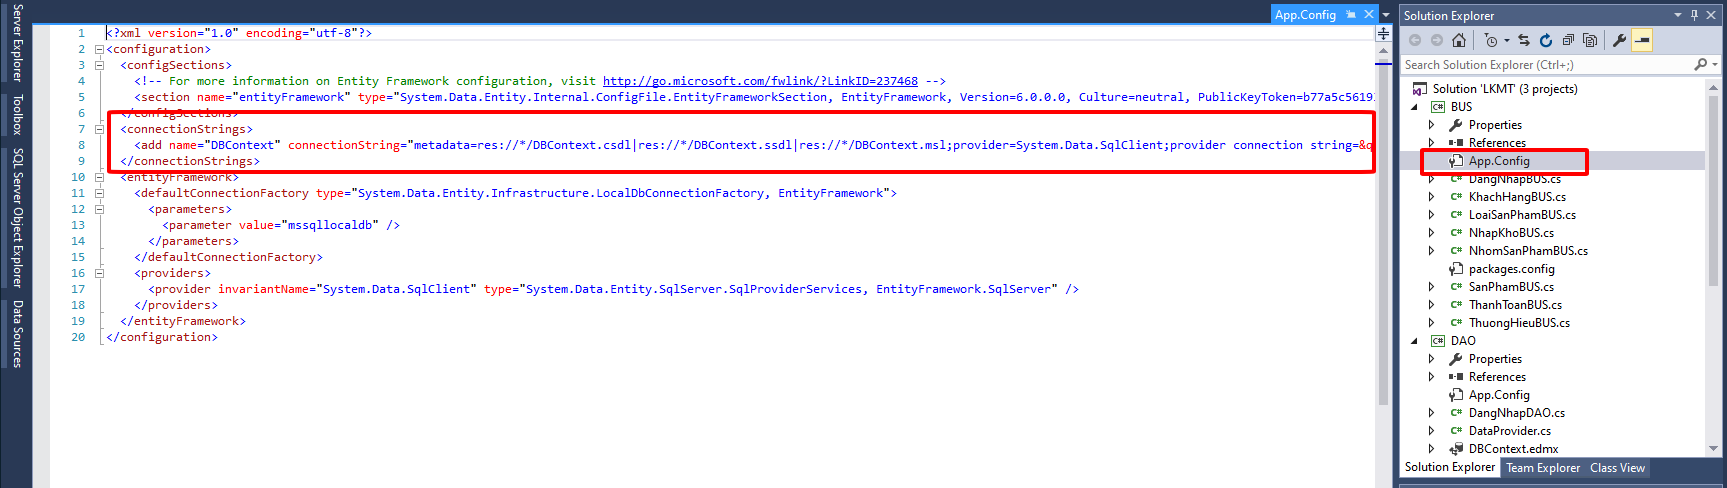 Server Explorer
Toolbox
SQL Server Object Explorer
Data Sources
App.Config
1 <?xml version="1.0" encoding="utf-8"?>
2 <configuration>
3 <configSections>
4 <!-- For more information on Entity Framework configuration, visit http://go.microsoft.com/fwlink/?LinkID=237468 -->
5 <section name="entityFramework" type="System.Data.Entity.Internal.ConfigFile.EntityFrameworkSection, EntityFramework, Version=6.0.0.0, Culture=neutral, PublicKeyToken=b77a5c5619
6 </configSections>
7 <connectionStrings>
8 <add name="DBContext" connectionString="metadata=res://*/DBContext.csdl|res://*/DBContext.ssdl|res://*/DBContext.msl;provider=System.Data.SqlClient;provider connection string=&q
9 </connectionStrings>
10 <entityFramework>
11 <defaultConnectionFactory type="System.Data.Entity.Infrastructure.LocalDbConnectionFactory, EntityFramework">
12 <parameters>
13 <parameter value="mssqllocaldb" />
14 </parameters>
15 </defaultConnectionFactory>
16 <providers>
17 <provider invariantName="System.Data.SqlClient" type="System.Data.Entity.SqlServer.SqlProviderServices, EntityFramework.SqlServer" />
18 </providers>
19 </entityFramework>
20 </configuration>
Solution Explorer
Search Solution Explorer (Ctrl+;)
Solution 'LKMT' (3 projects)
C# BUS
Properties
References
App.Config
C# DangNhapBUS.cs
C# KhachHangBUS.cs
C# LoaiSanPhamBUS.cs
C# NhapKhoBUS.cs
C# NhomSanPhamBUS.cs
packages.config
C# SanPhamBUS.cs
C# ThanhToanBUS.cs
C# ThuongHieuBUS.cs
C# DAO
Properties
References
App.Config
C# DangNhapDAO.cs
C# DataProvider.cs
DBContext.edmx
Solution Explorer Team Explorer Class View